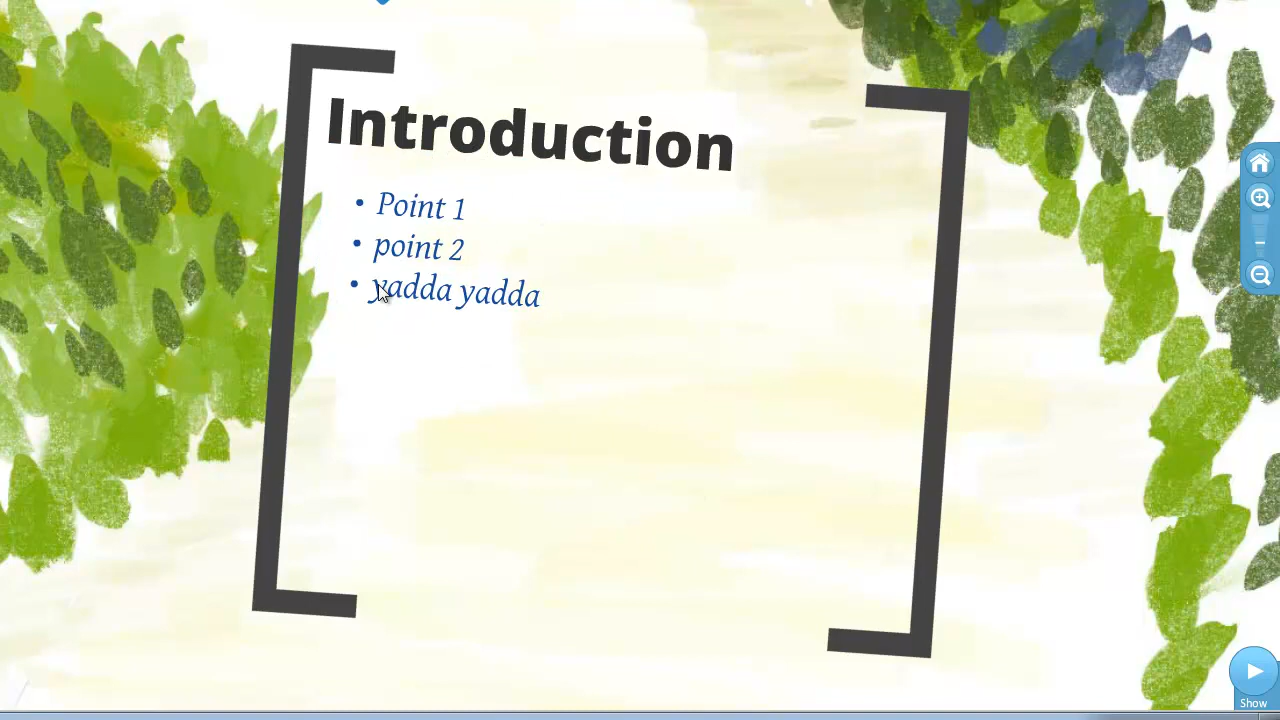 Introduction
• Point 1
• point 2
• yadda yadda
Show